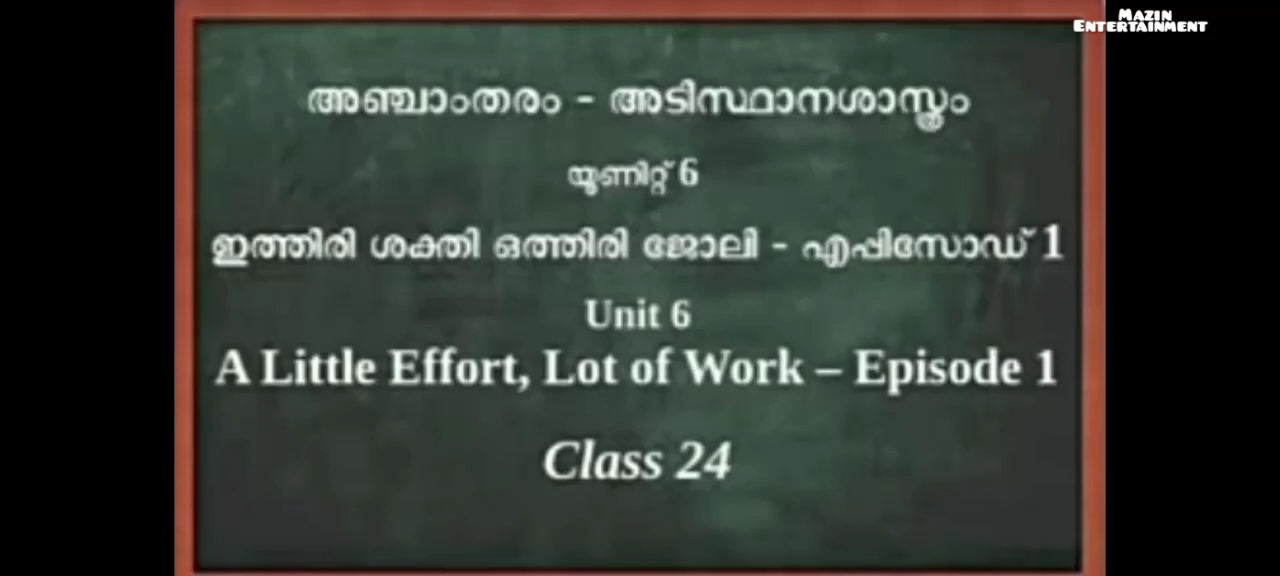 Mazin
Entertainment
അഞ്ചാംതരം - അടിസ്ഥാനശാസ്ത്രം
യൂണിറ്റ് 6
ഇത്തിരി ശക്തി ഒത്തിരി ജോലി - എപ്പിസോഡ് 1
Unit 6
A Little Effort, Lot of Work – Episode 1
Class 24